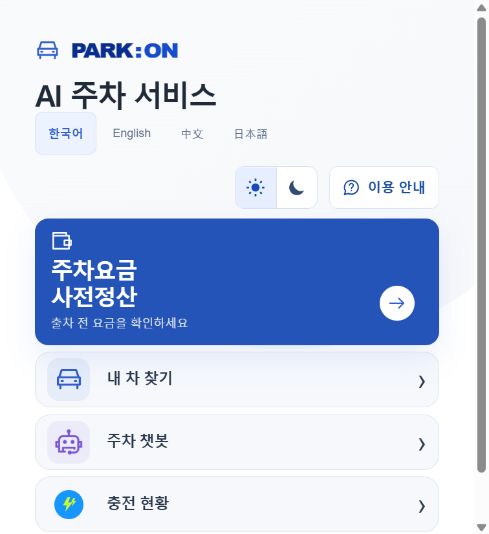 PARK:ON
AI 주차 서비스
한국어 English 中文 日本語
이용 안내
주차요금
사전정산
출차 전 요금을 확인하세요
내 차 찾기
주차 챗봇
충전 현황